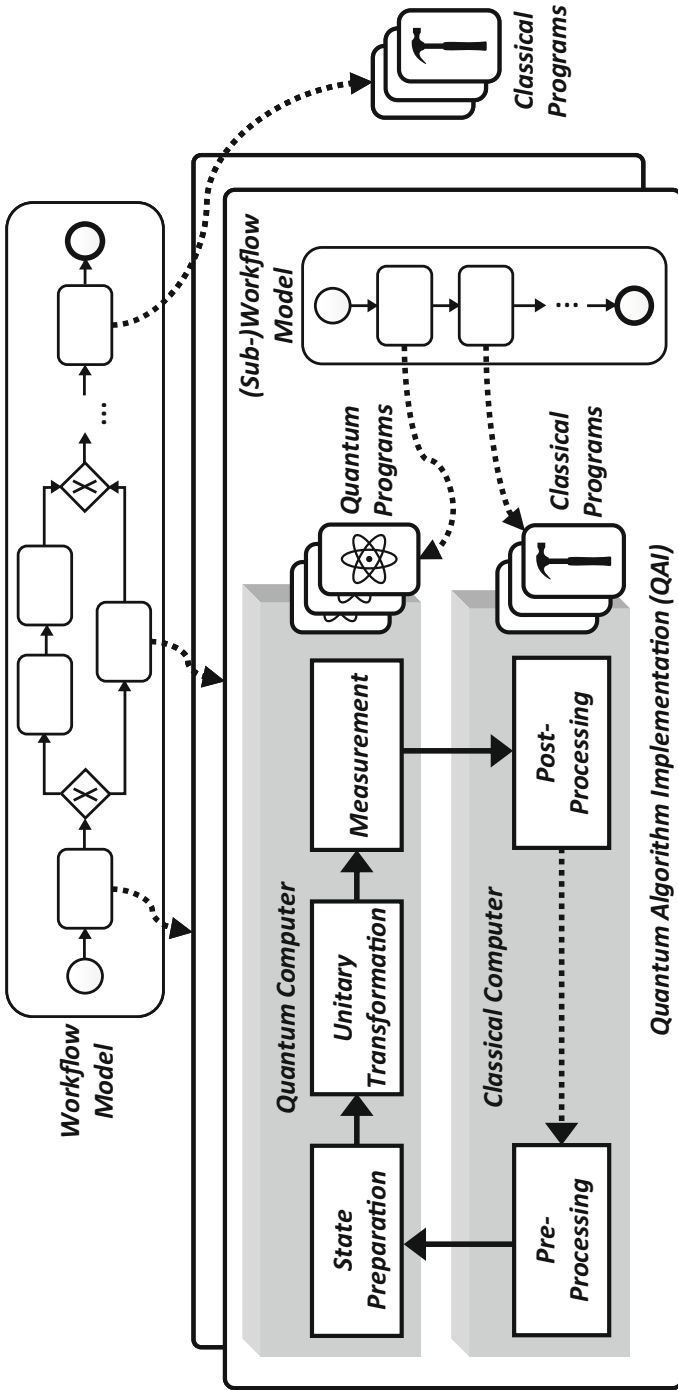 Workflow
Model
X
X
...
Classical
Programs
Quantum Computer
State
Preparation
Unitary
Transformation
Measurement
Quantum
Programs
(Sub-)Workflow
Model
...
Classical Computer
Pre-
Processing
Post-
Processing
Classical
Programs
Quantum Algorithm Implementation (QAI)